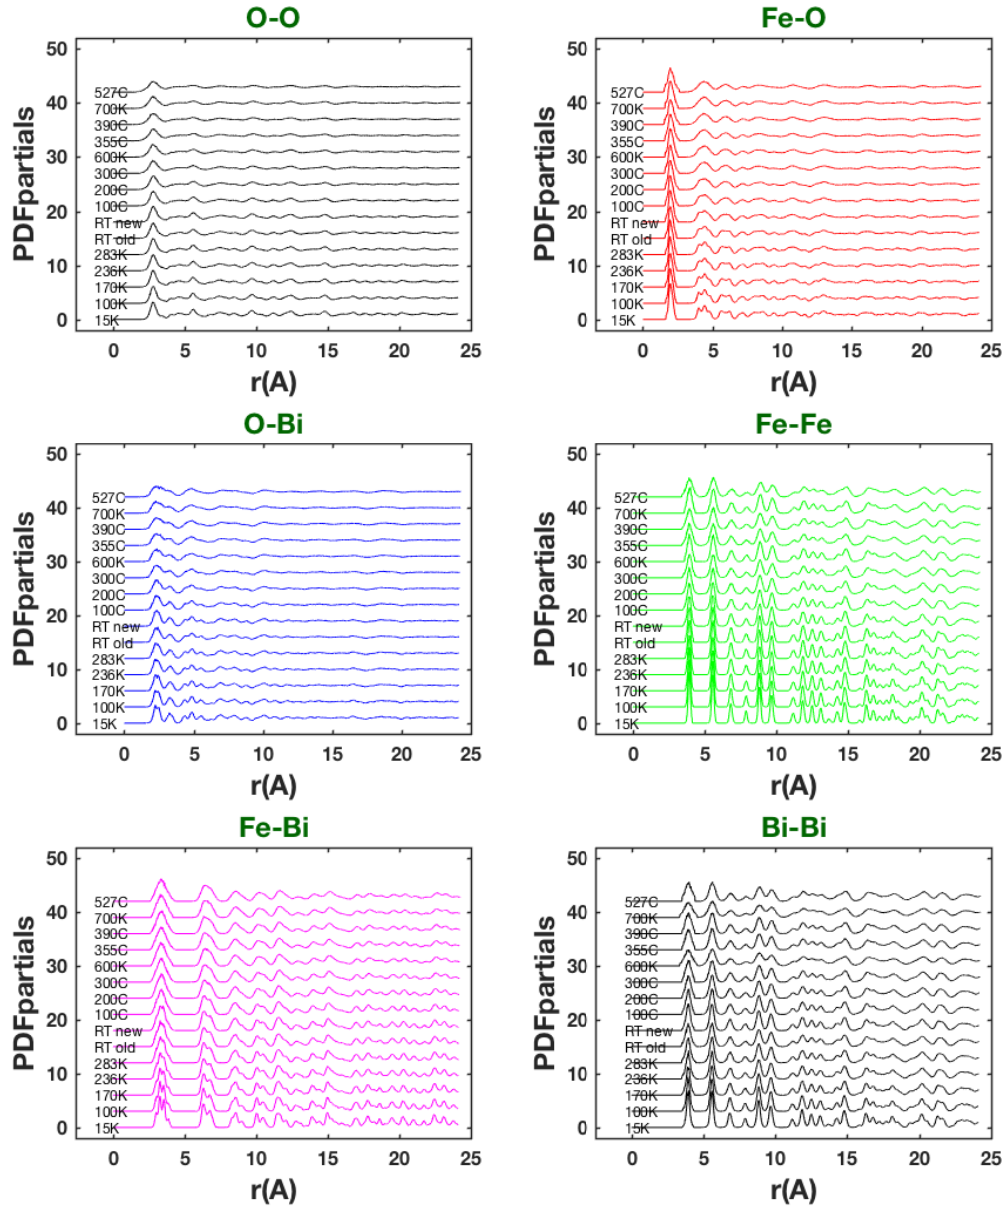 O-O
PDFpartials
50
40
30
20
10
0
527C
700K
390C
355C
600K
300C
200C
100C
RT new
RT old
283K
236K
170K
100K
15K
0 5 10 15 20 25
r(A)
Fe-O
PDFpartials
50
40
30
20
10
0
527C
700K
390C
355C
600K
300C
200C
100C
RT new
RT old
283K
236K
170K
100K
15K
0 5 10 15 20 25
r(A)
O-Bi
PDFpartials
50
40
30
20
10
0
527C
700K
390C
355C
600K
300C
200C
100C
RT new
RT old
283K
236K
170K
100K
15K
0 5 10 15 20 25
r(A)
Fe-Fe
PDFpartials
50
40
30
20
10
0
527C
700K
390C
355C
600K
300C
200C
100C
RT new
RT old
283K
236K
170K
100K
15K
0 5 10 15 20 25
r(A)
Fe-Bi
PDFpartials
50
40
30
20
10
0
527C
700K
390C
355C
600K
300C
200C
100C
RT new
RT old
283K
236K
170K
100K
15K
0 5 10 15 20 25
r(A)
Bi-Bi
PDFpartials
50
40
30
20
10
0
527C
700K
390C
355C
600K
300C
200C
100C
RT new
RT old
283K
236K
170K
100K
15K
0 5 10 15 20 25
r(A)